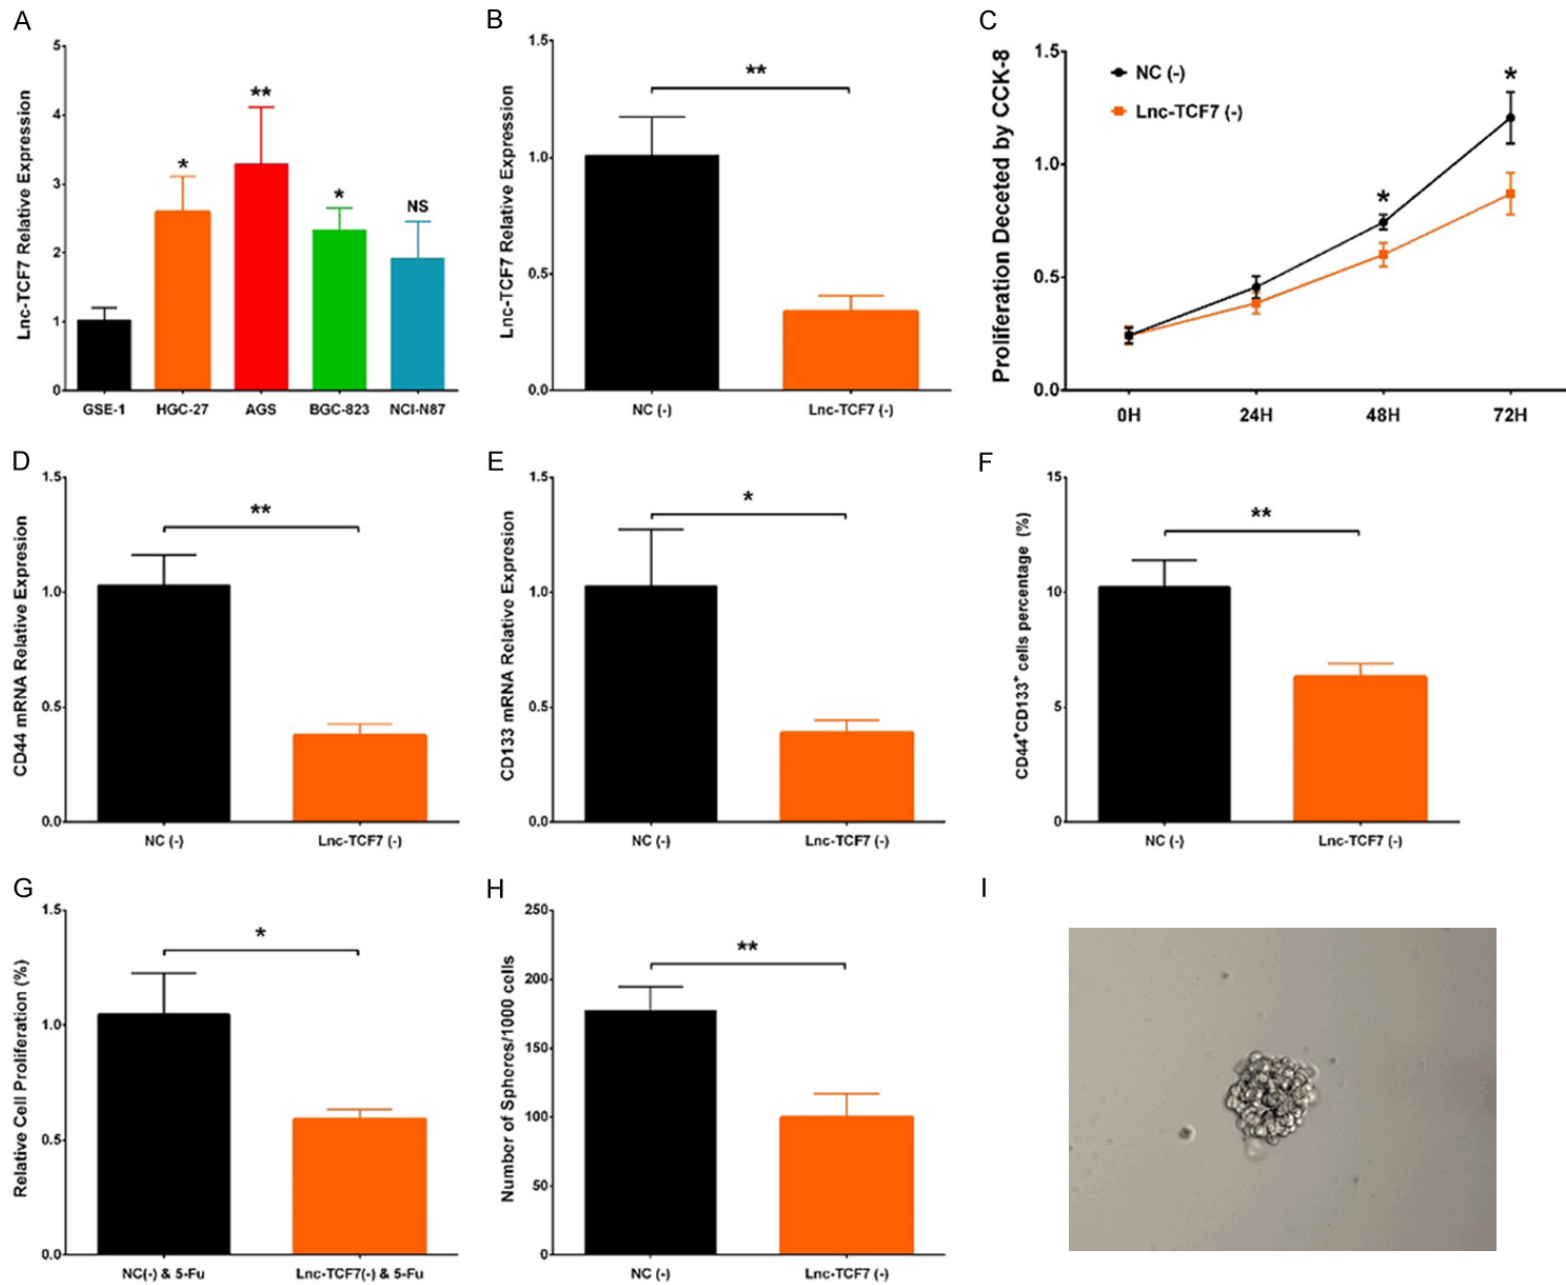 A
Lnc-TCF7 Relative Expression
5
4
3
2
1
0
*
**
*
NS
GSE-1 HGC-27 AGS BGC-823 NCI-N87
B
Lnc-TCF7 Relative Expression
1.5
1.0
0.5
0.0
**
NC (-) Lnc-TCF7 (-)
C
Proliferation Deceted by CCK-8
1.5
1.0
0.5
0.0
NC (-)
Lnc-TCF7 (-)
*
*
0H 24H 48H 72H
D
CD44 mRNA Relative Expresion
1.5
1.0
0.5
0.0
**
NC (-) Lnc-TCF7 (-)
E
CD133 mRNA Relative Expresion
1.5
1.0
0.5
0.0
*
NC (-) Lnc-TCF7 (-)
F
CD44+CD133+ cells percentage (%)
15
10
5
0
**
NC (-) Lnc-TCF7 (-)
G
Relative Cell Proliferation (%)
1.5
1.0
0.5
0.0
*
NC(-) & 5-Fu Lnc-TCF7(-) & 5-Fu
H
Number of Spheres/1000 cells
250
200
150
100
50
0
**
NC (-) Lnc-TCF7 (-)
I